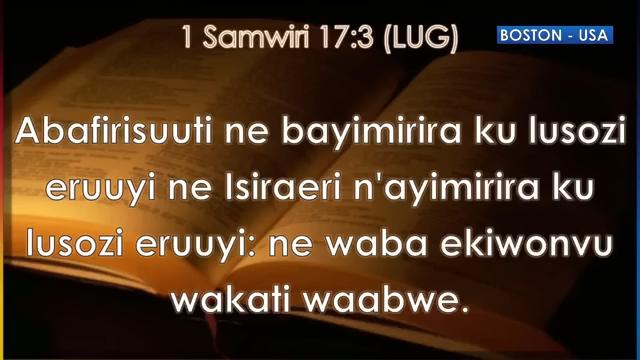 1 Samwiri 17:3 (LUG)
BOSTON - USA
Abafirisuuti ne bayimirira ku lusozi
eruuyi ne Isiraeri n'ayimirira ku
lusozi eruuyi: ne waba ekiwonvu
wakati waabwe.